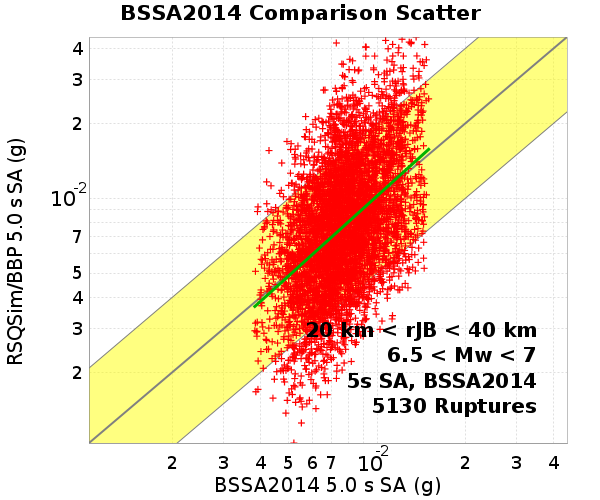 BSSA2014 Comparison Scatter
RSQSim/BBP 5.0 s SA (g)
4
3
2
10-2
7
5
4
3
2
20 km < rJB < 40 km
6.5 < Mw < 7
5s SA, BSSA2014
5130 Ruptures
2 3 4 5 6 7 10-2 2 3 4
BSSA2014 5.0 s SA (g)